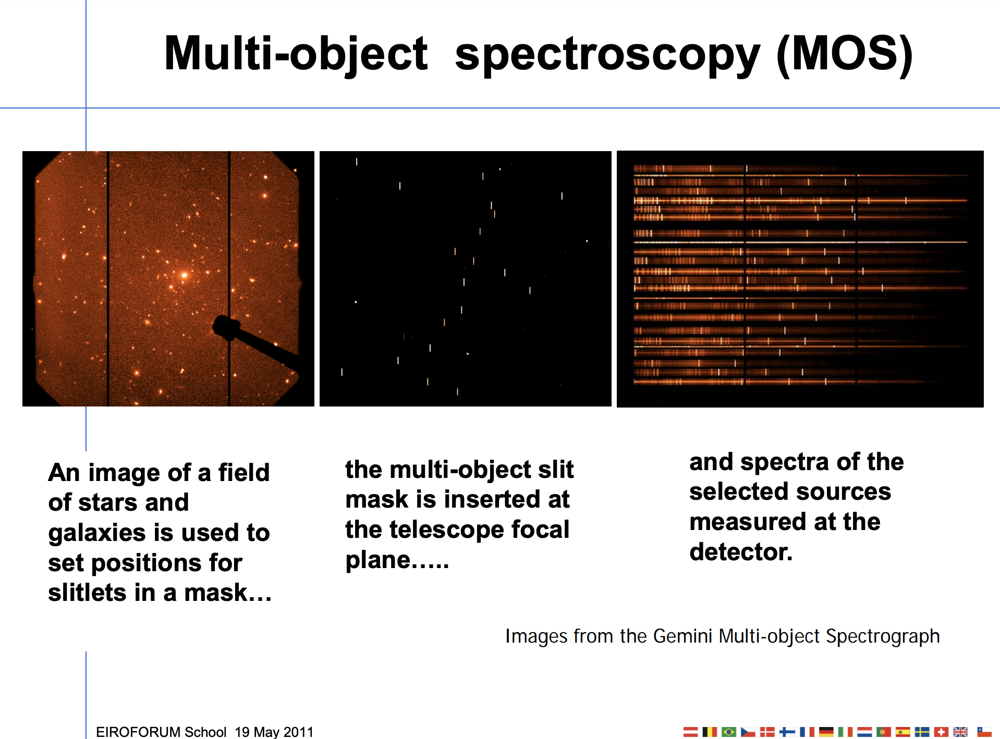 Multi-object  spectroscopy (MOS)
An image of a field
of stars and
galaxies is used to
set positions for
slitlets in a mask…
the multi-object slit
mask is inserted at
the telescope focal
plane…..
and spectra of the
selected sources
measured at the
detector.
Images from the Gemini Multi-object Spectrograph
EIROFORUM School  19 May 2011